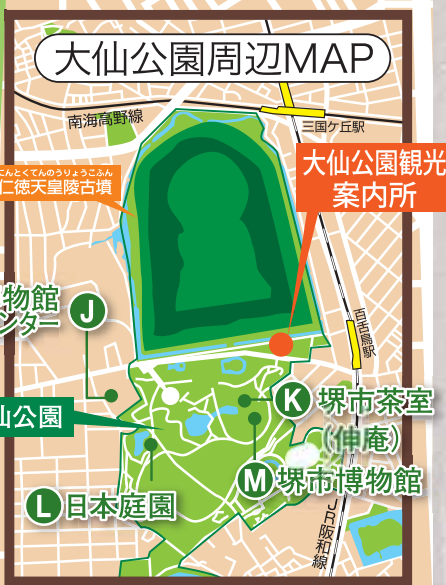 大仙公園周辺MAP
南海高野線
三国ケ丘駅
大仙公園観光
案内所
にんとくてんのうりょうこふん
仁徳天皇陵古墳
物館
ンター
J
百舌鳥駅
仙公園
K 堺市茶室
(伸庵)
M 堺市博物館
L 日本庭園
JR阪和線